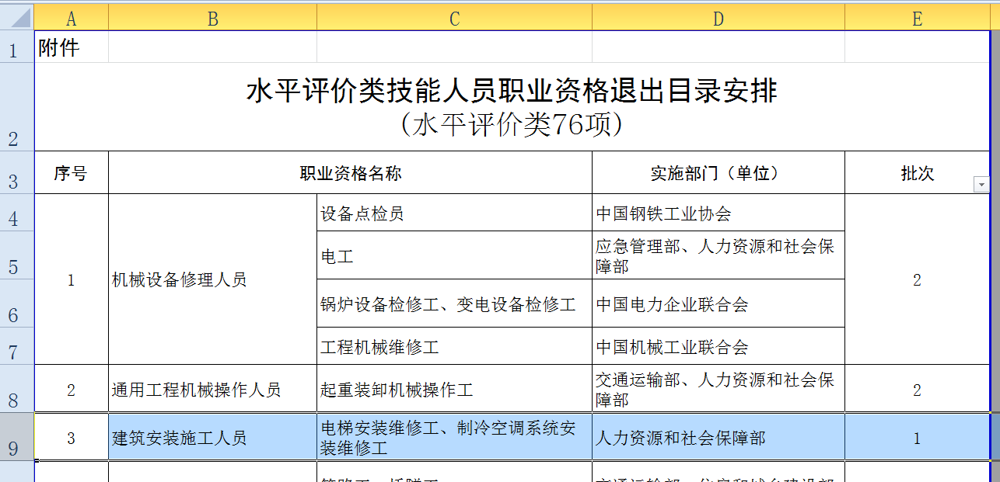 A B C D E
1 附件
水平评价类技能人员职业资格退出目录安排
2 （水平评价类76项）
3 序号 职业资格名称 实施部门（单位） 批次
4 设备点检员 中国钢铁工业协会
5 电工 应急管理部、人力资源和社会保
障部
1 机械设备修理人员 2
6 锅炉设备检修工、变电设备检修工 中国电力企业联合会
7 工程机械维修工 中国机械工业联合会
8 2 通用工程机械操作人员 起重装卸机械操作工 交通运输部、人力资源和社会保 2
障部
9 3 建筑安装施工人员 电梯安装维修工、制冷空调系统安 人力资源和社会保障部 1
装维修工